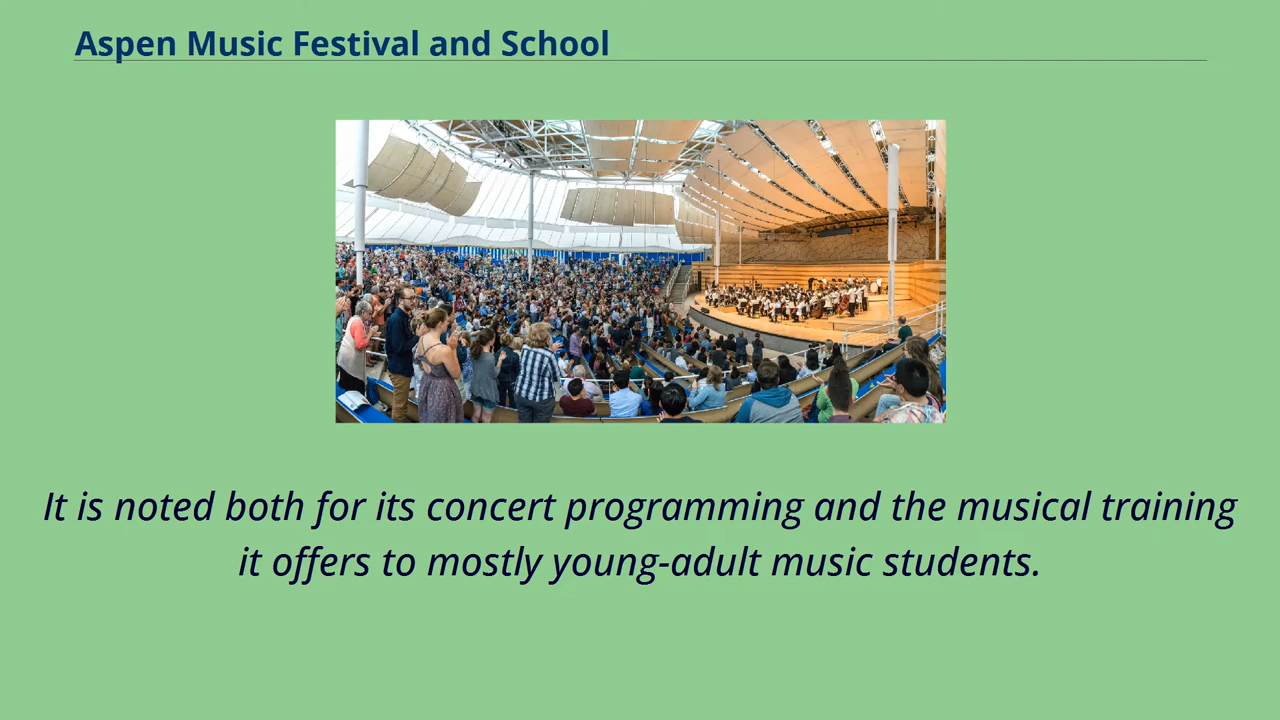 Aspen Music Festival and School
It is noted both for its concert programming and the musical training
it offers to mostly young-adult music students.